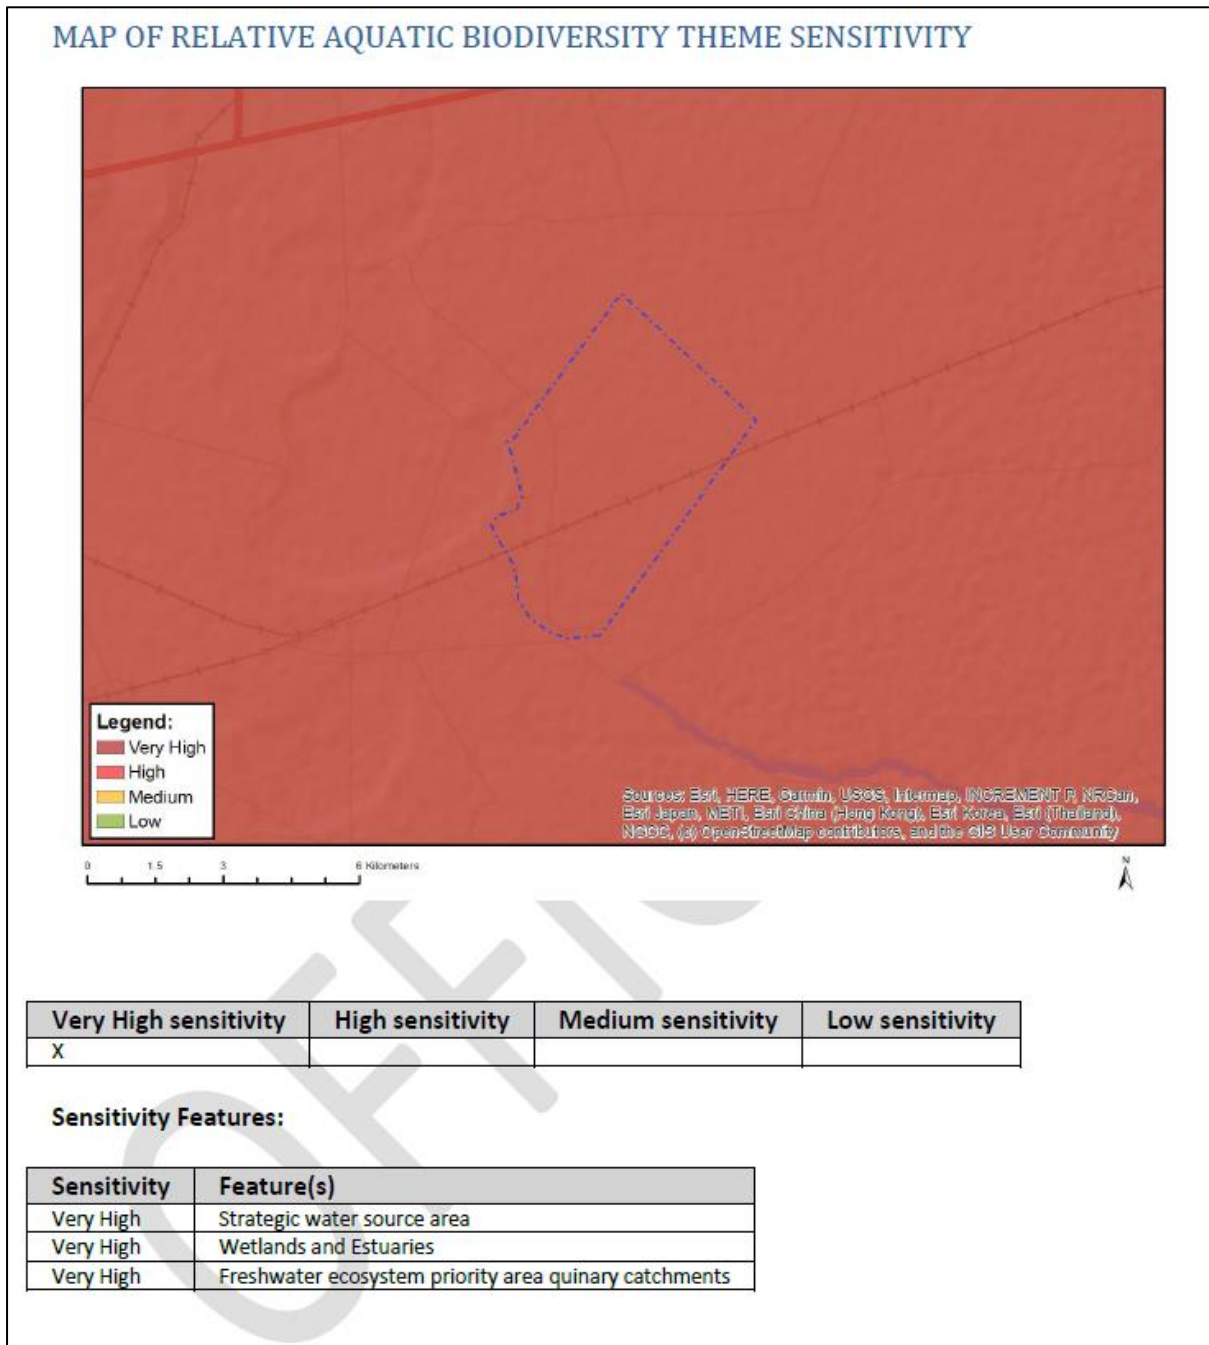 MAP OF RELATIVE AQUATIC BIODIVERSITY THEME SENSITIVITY
Legend:
Very High
High
Medium
Low
Sources: Esri, HERE, Garmin, USGS, Intermap, INCREMENT P, NRCan,
Esri Japan, METI, Esri China (Hong Kong), Esri Korea, Esri (Thailand),
NGCC, (c) OpenStreetMap contributors, and the GIS User Community
0 1.5 3 6 Kilometers
N
Very High sensitivity High sensitivity Medium sensitivity Low sensitivity
X
Sensitivity Features:
Sensitivity Feature(s)
Very High Strategic water source area
Very High Wetlands and Estuaries
Very High Freshwater ecosystem priority area quinary catchments